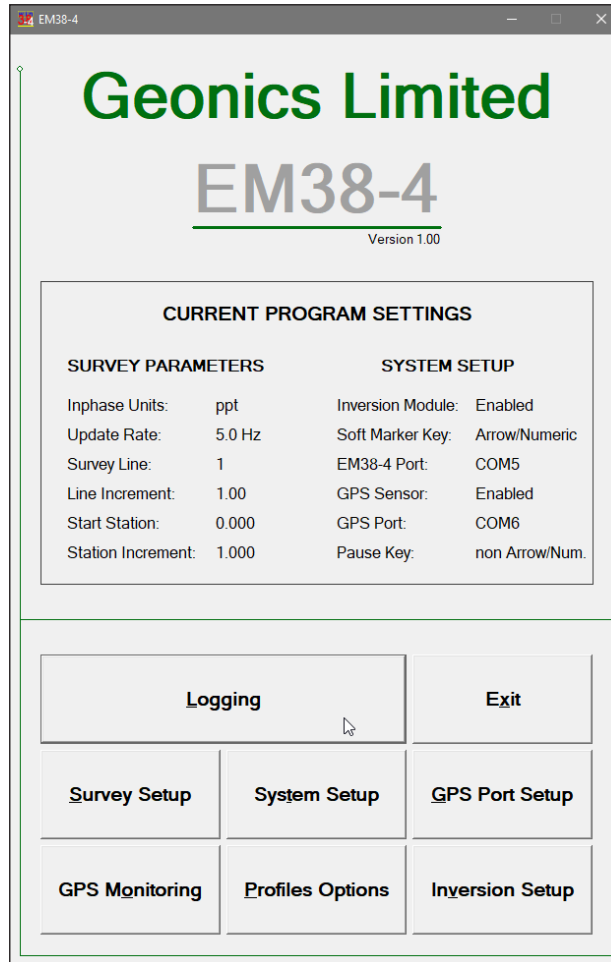 EM38-4
Geonics Limited
EM38-4
Version 1.00
CURRENT PROGRAM SETTINGS
SURVEY PARAMETERS
Inphase Units: ppt
Update Rate: 5.0 Hz
Survey Line: 1
Line Increment: 1.00
Start Station: 0.000
Station Increment: 1.000
SYSTEM SETUP
Inversion Module: Enabled
Soft Marker Key: Arrow/Numeric
EM38-4 Port: COM5
GPS Sensor: Enabled
GPS Port: COM6
Pause Key: non Arrow/Num.
Logging
Exit
Survey Setup
System Setup
GPS Port Setup
GPS Monitoring
Profiles Options
Inversion Setup